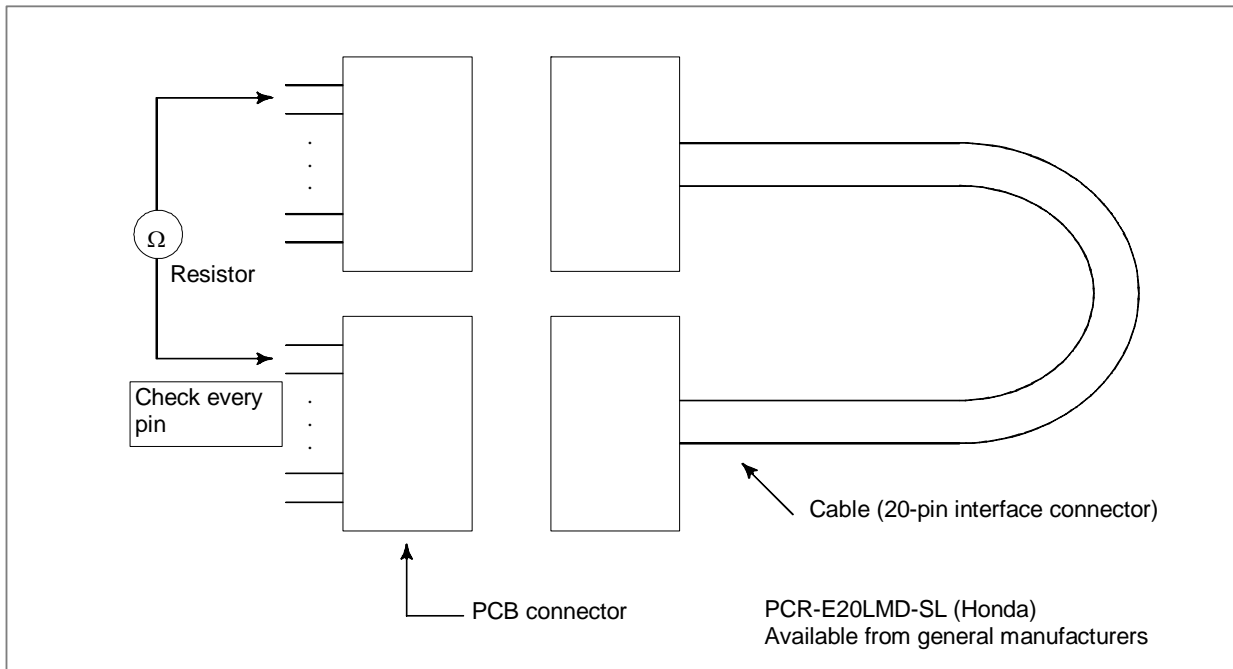 Ω
Resistor
Check every
pin
Cable (20-pin interface connector)
PCB connector
PCR-E20LMD-SL (Honda)
Available from general manufacturers